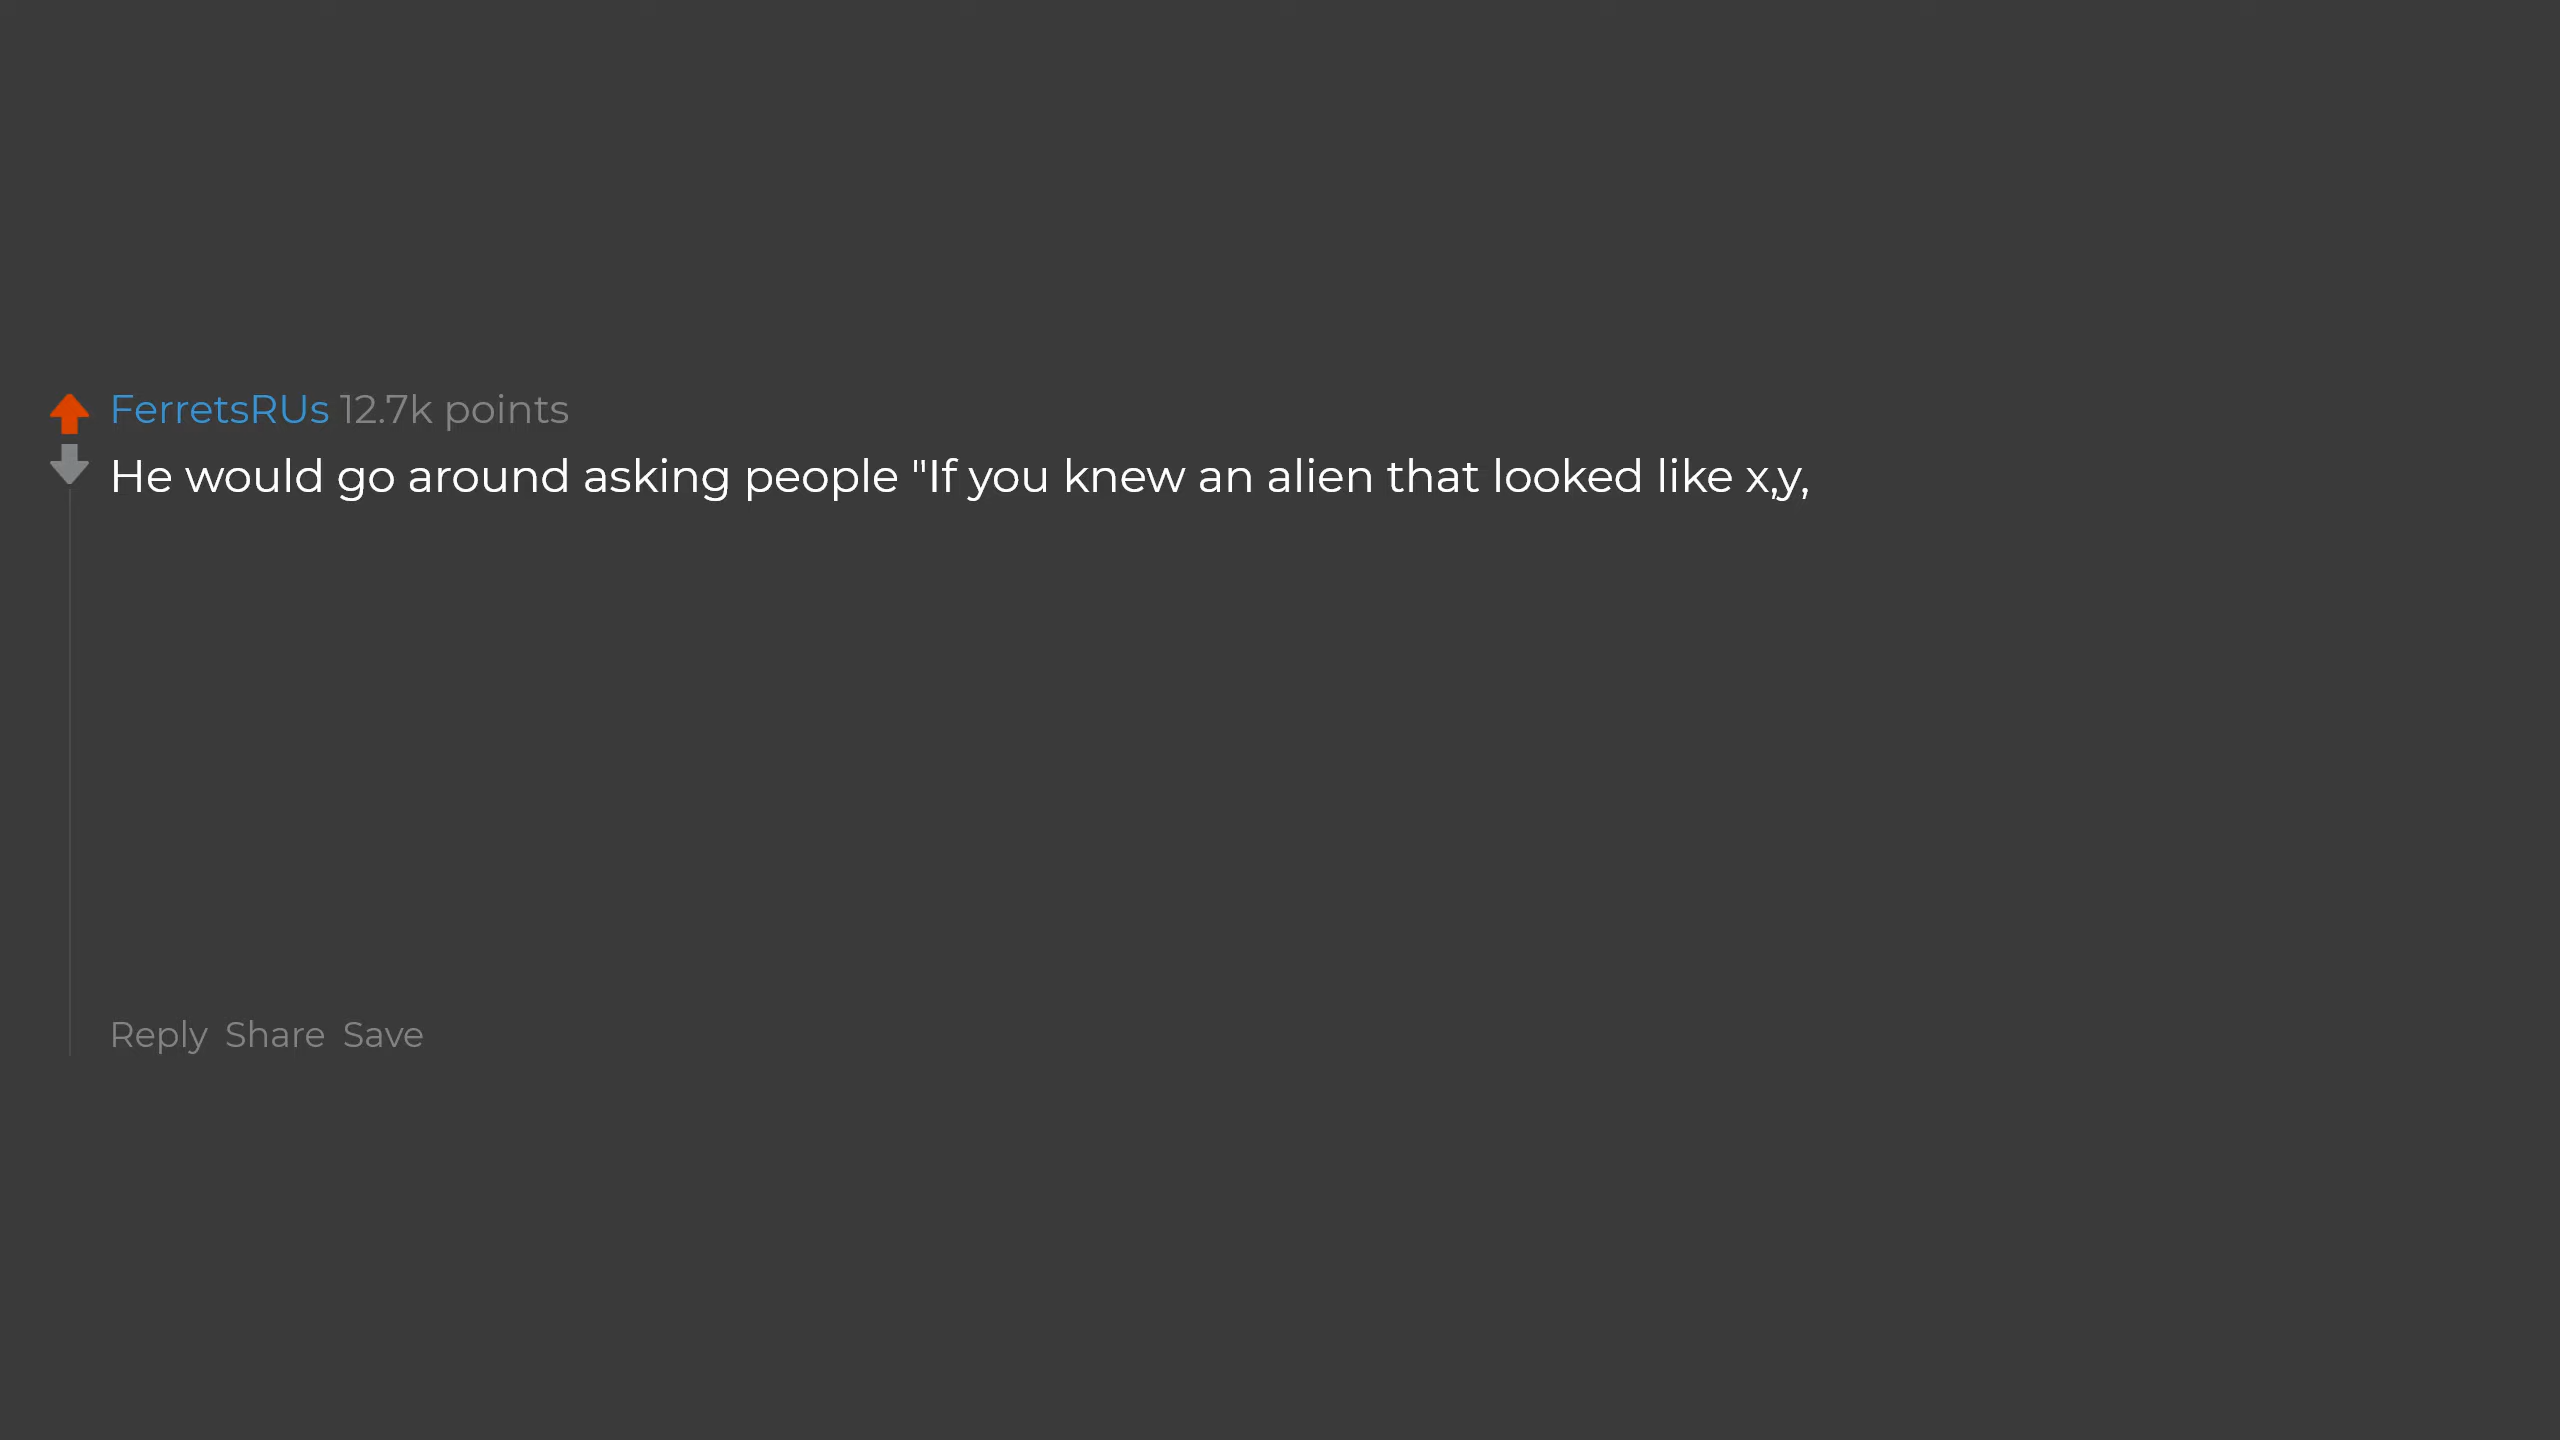 FerretsRUs 12.7k points
He would go around asking people "If you knew an alien that looked like x,y,
Reply Share Save